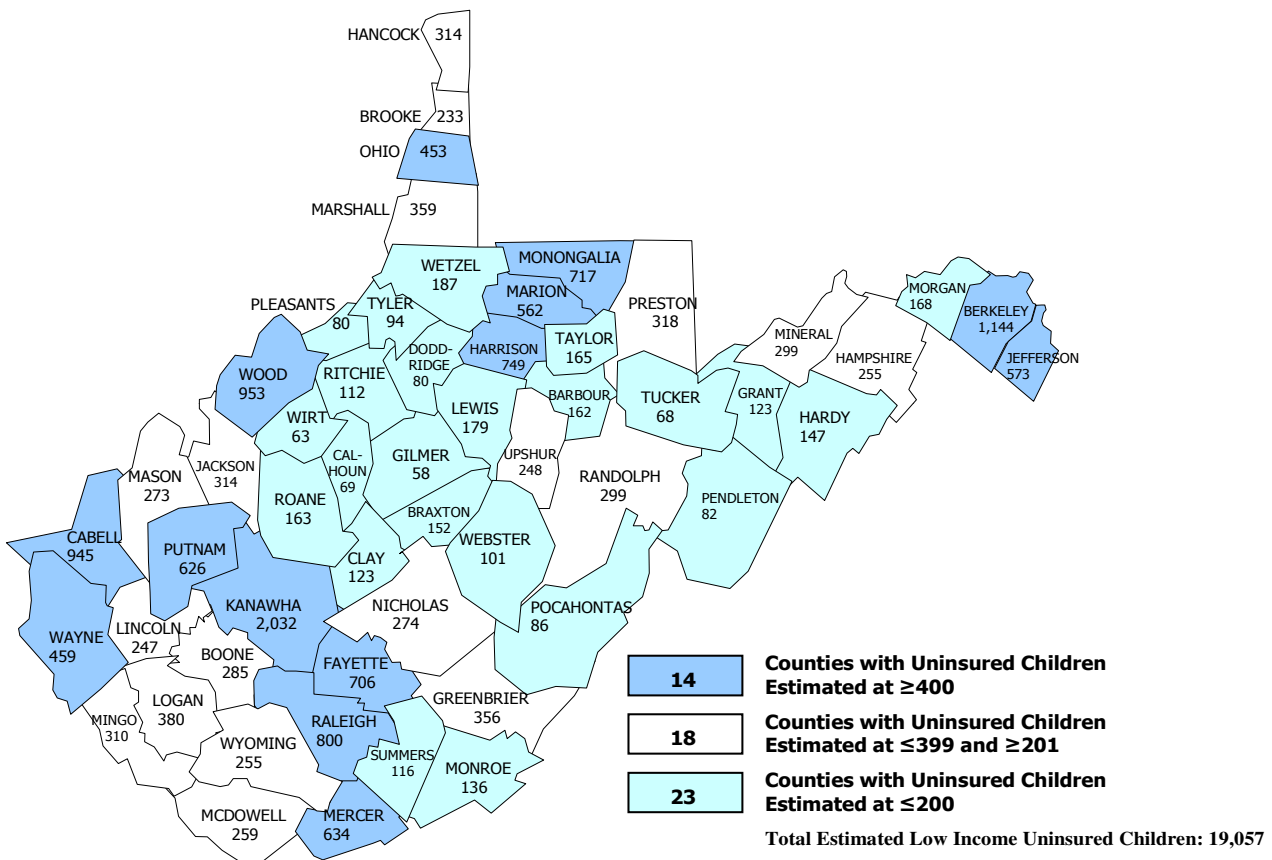 HANCOCK 314
BROOKE 233
OHIO 453
MARSHALL 359
WETZEL
187
MONONGALIA
717
MARION
562
PRESTON
318
PLEASANTS
80
TYLER
94
DODD-
RIDGE
80
HARRISON
749
TAYLOR
165
MORGAN
168
BERKELEY
1,144
JEFFERSON
573
MINERAL
299
HAMPSHIRE
255
WOOD
953
RITCHIE
112
WIRT
63
LEWIS
179
BARBOUR
162
TUCKER
68
GRANT
123
HARDY
147
CAL-
HOUN
69
GILMER
58
UPSHUR
248
RANDOLPH
299
PENDLETON
82
JACKSON
314
MASON
273
ROANE
163
BRAXTON
152
WEBSTER
101
CABELL
945
PUTNAM
626
CLAY
123
KANAWHA
2,032
NICHOLAS
274
POCAHONTAS
86
WAYNE
459
LINCOLN
247
BOONE
285
FAYETTE
706
GREENBRIER
356
LOGAN
380
MINGO
310
WYOMING
255
RALEIGH
800
SUMMERS
116
MONROE
136
MCDOWELL
259
MERCER
634
14 Counties with Uninsured Children
Estimated at ≥400
18 Counties with Uninsured Children
Estimated at ≤399 and ≥201
23 Counties with Uninsured Children
Estimated at ≤200
Total Estimated Low Income Uninsured Children: 19,057